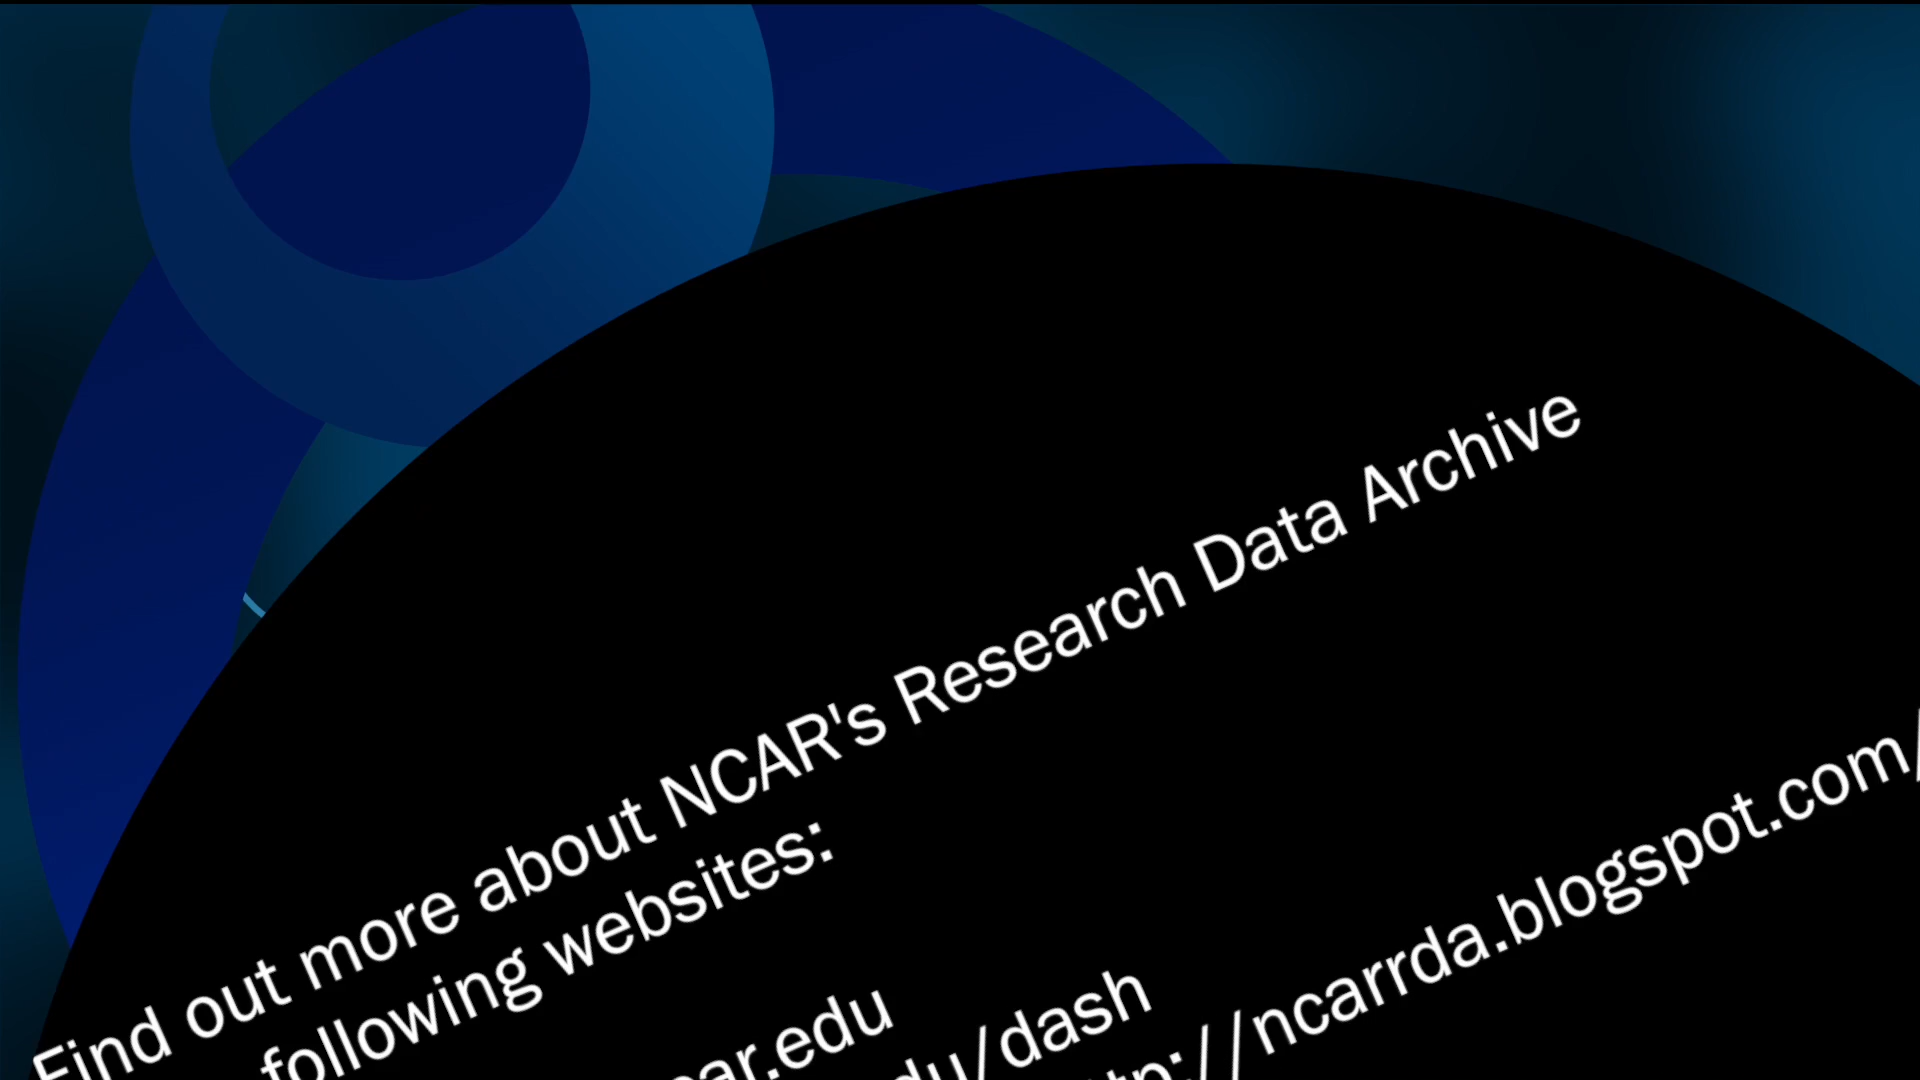 Find out more about NCAR's Research Data Archive
following websites:
ar.edu
du/dash
tp://ncarrda.blogspot.com/